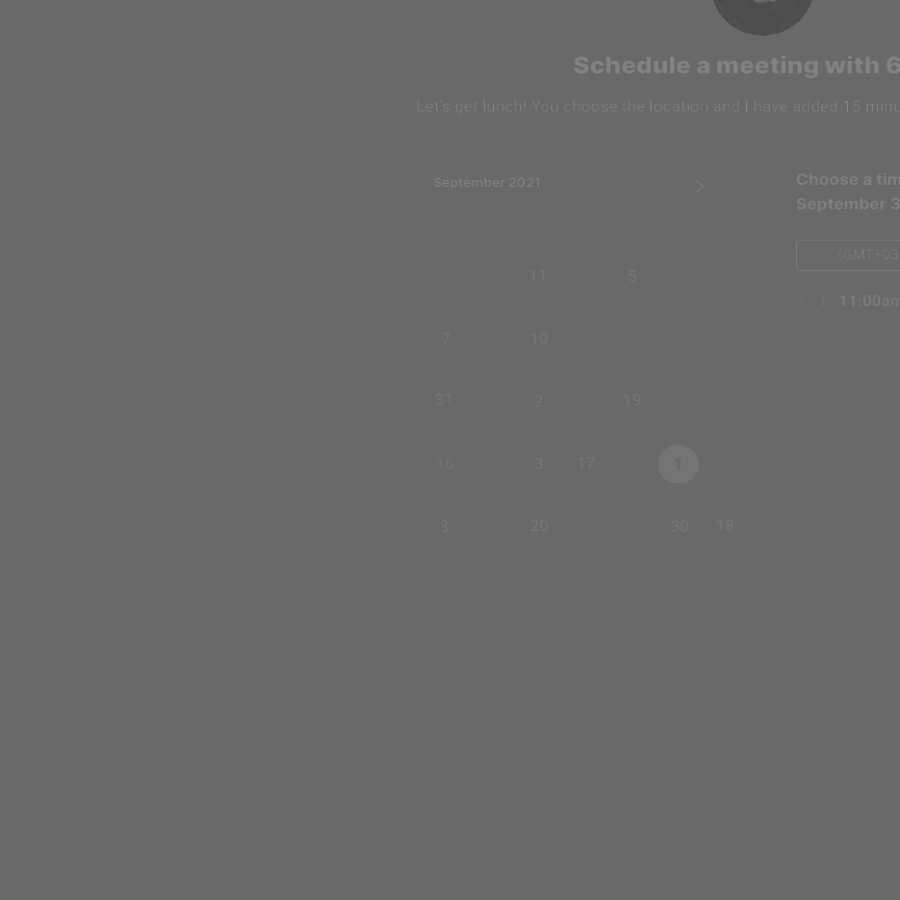 Schedule a meeting with 6
Let's get lunch! You choose the location and I have added 15 minu
September 2021
Choose a tim
September 3
(GMT+03
11 5
11:00am
7 10
31 2 19
16 3 17 1
20 30 18